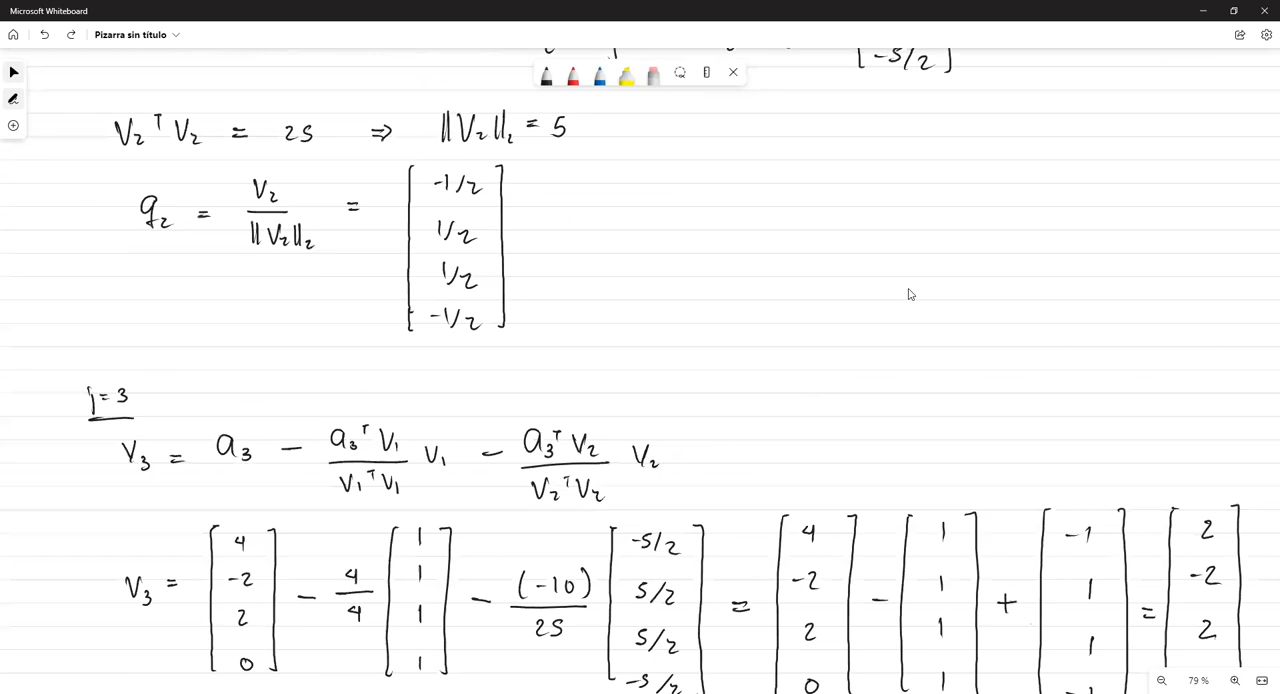 Microsoft Whiteboard
Pizarra sin título
[ -5/2 ]
V₂ᵀ V₂ = 25 ⇒ ||V₂||₂ = 5
q₂ = V₂ / ||V₂||₂ = [ -1/2 1/2 1/2 -1/2 ]
j=3
V₃ = a₃ − (a₃ᵀ V₁ / V₁ᵀ V₁) V₁ − (a₃ᵀ V₂ / V₂ᵀ V₂) V₂
V₃ = [ 4 -2 2 0 ] − 4/4 [ 1 1 1 1 ] − (-10)/25 [ -5/2 5/2 5/2 -5/2 ] = [ 4 -2 2 0 ] − [ 1 1 1 1 ] + [ -1 1 1 -1 ] = [ 2 -2 2
79 %